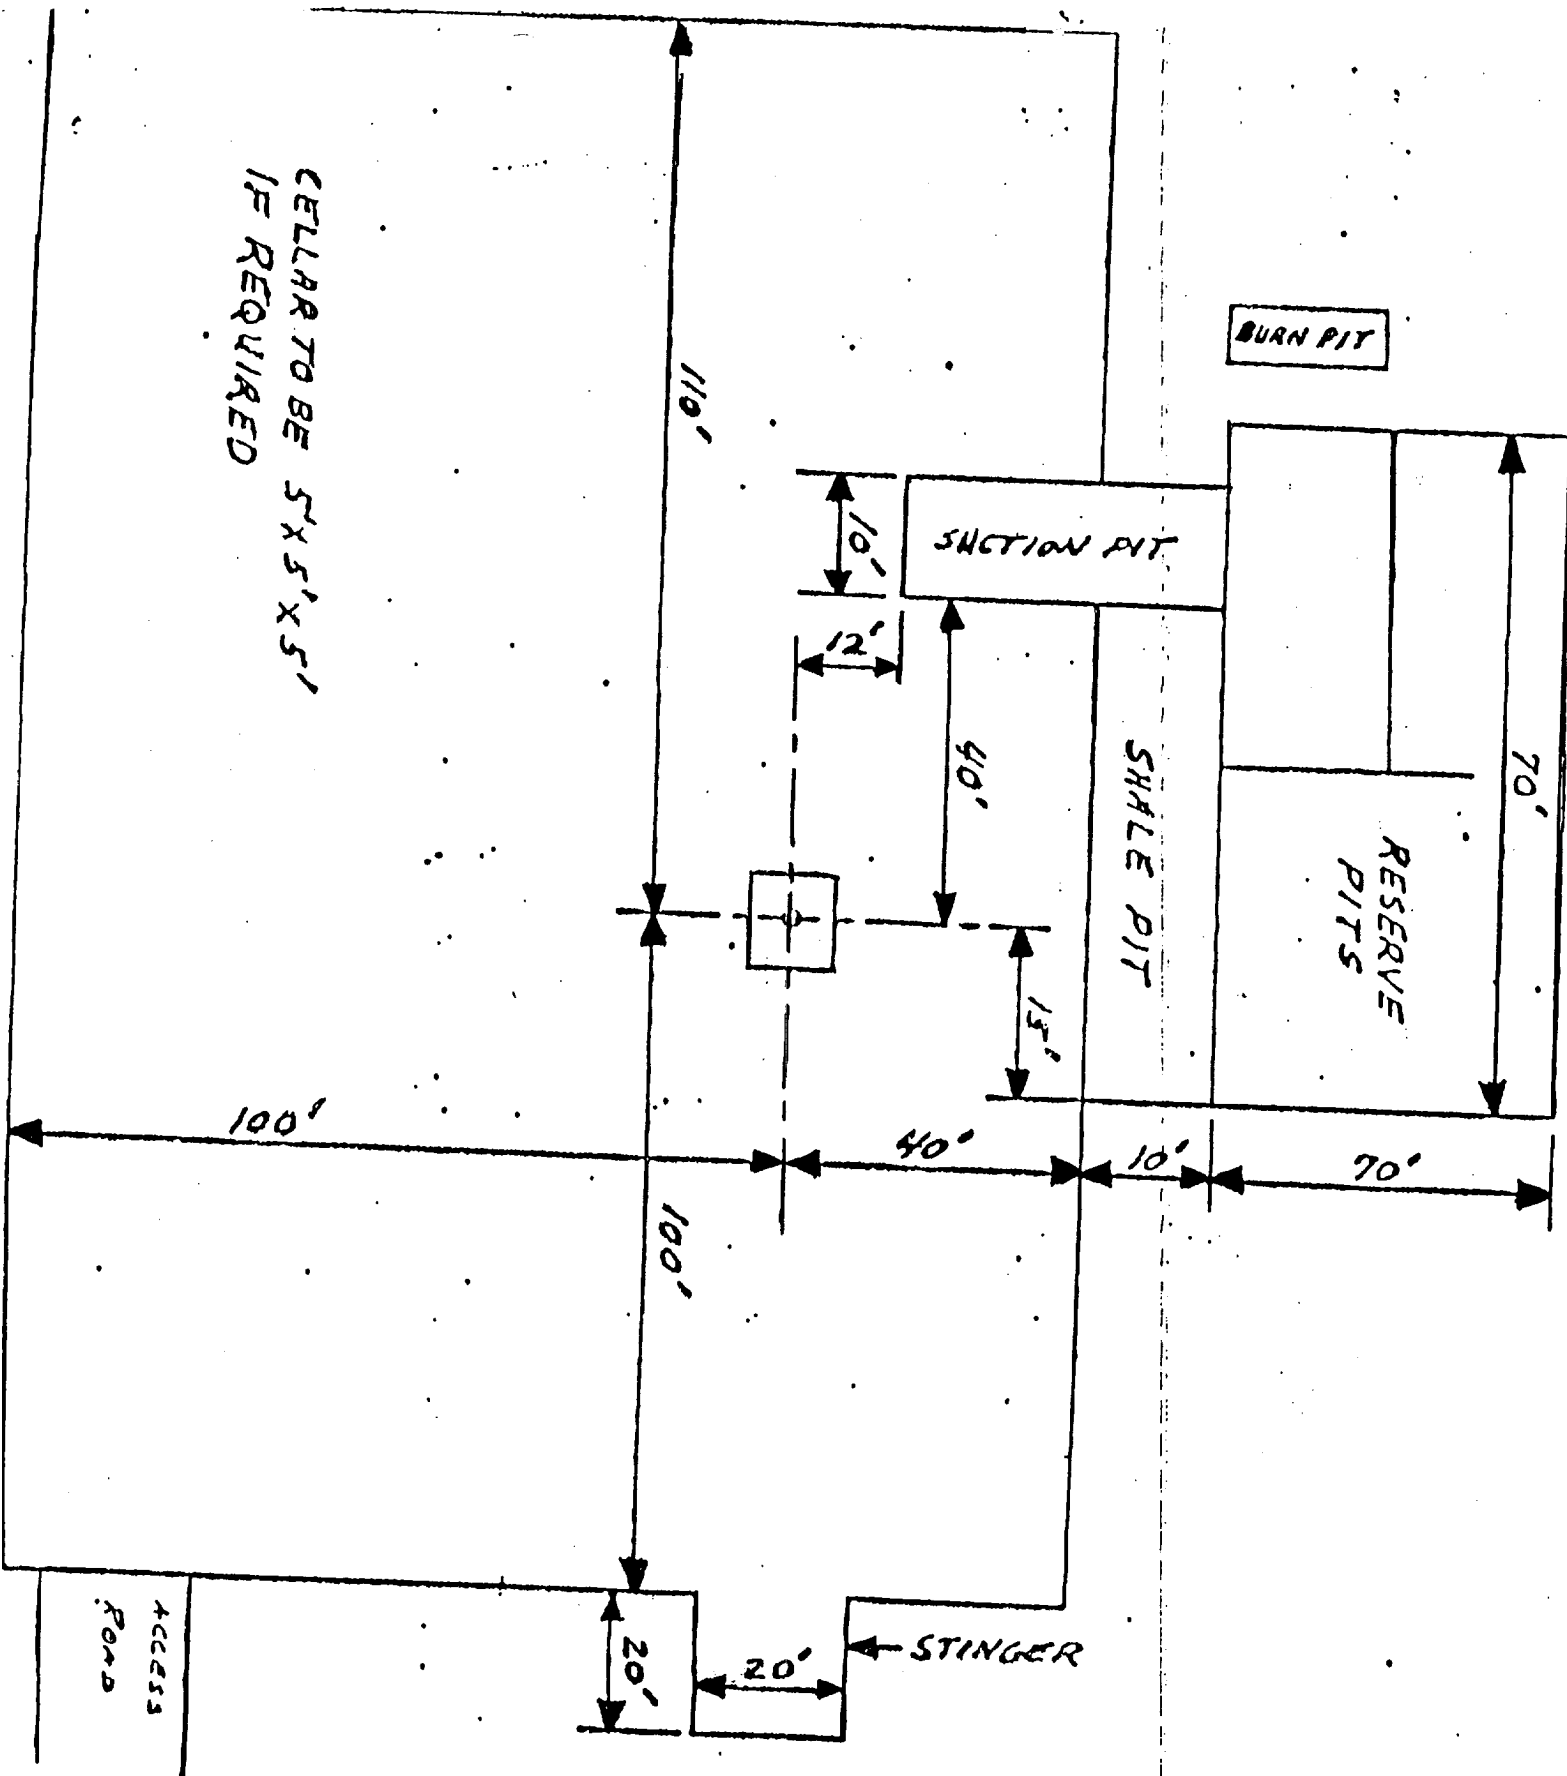 BURN PIT
CELLAR TO BE 5'X5'X5'
IF REQUIRED
110'
10'
SUCTION PIT
12'
40'
70'
SHALE PIT
RESERVE
PITS
15'
100'
40'
10'
70'
100'
STINGER
20'
20'
ACCESS
ROAD